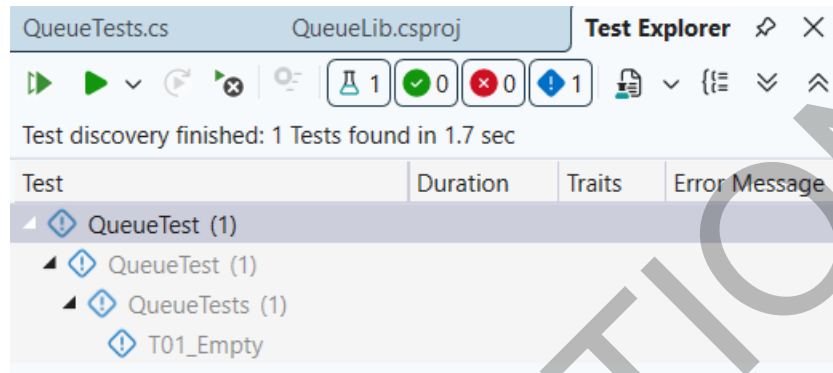 QueueTests.cs QueueLib.csproj Test Explorer
1 0 0 1
Test discovery finished: 1 Tests found in 1.7 sec
Test Duration Traits Error Message
QueueTest (1)
QueueTest (1)
QueueTests (1)
T01_Empty
TIO